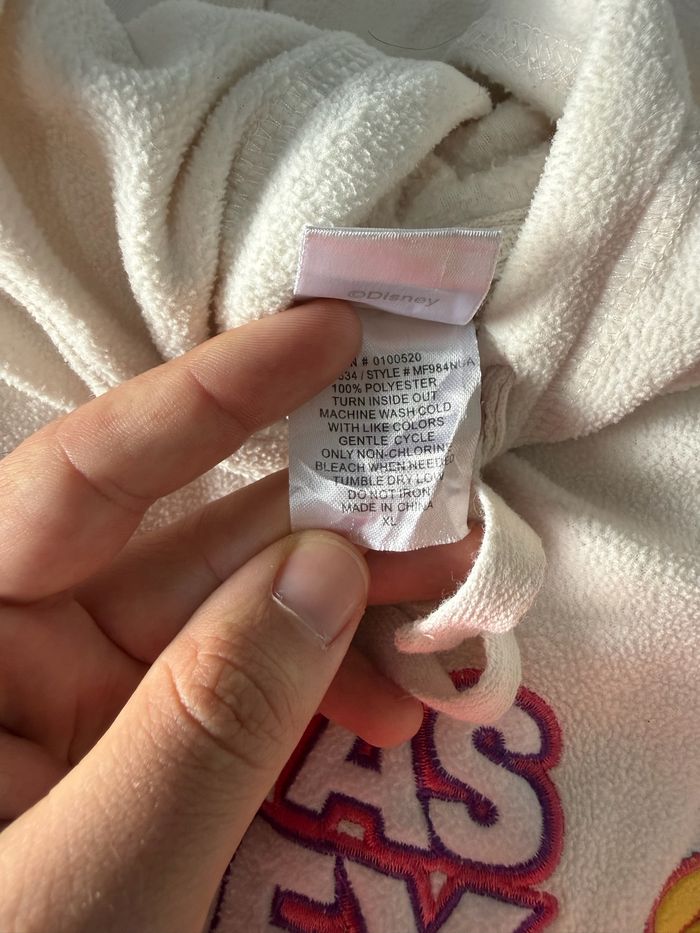 ©Disney
N # 0100520
534 / STYLE # MF984NUA
100% POLYESTER
TURN INSIDE OUT
MACHINE WASH COLD
WITH LIKE COLORS
GENTLE CYCLE
ONLY NON-CHLORINE
BLEACH WHEN NEEDED
TUMBLE DRY LOW
DO NOT IRON
MADE IN CHINA
XL
AS